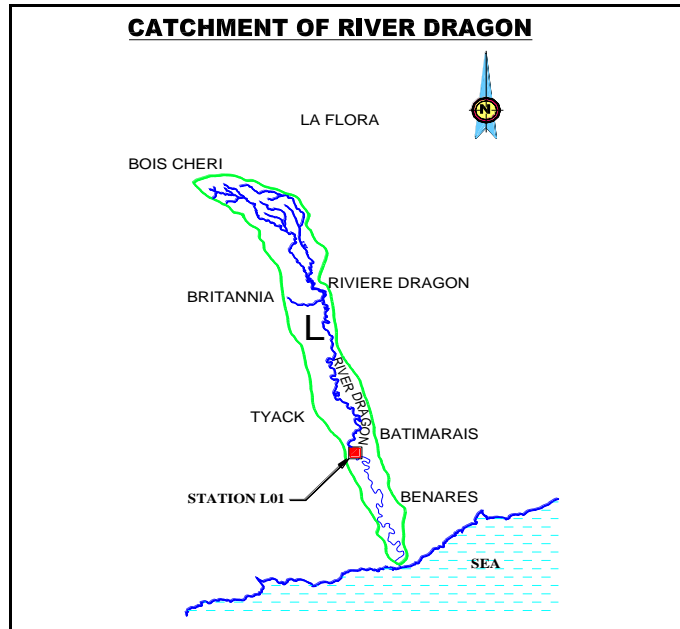 CATCHMENT OF RIVER DRAGON
N
LA FLORA
BOIS CHERI
RIVIERE DRAGON
BRITANNIA
L
RIVER DRAGON
TYACK
BATIMARAIS
STATION L01
BENARES
SEA